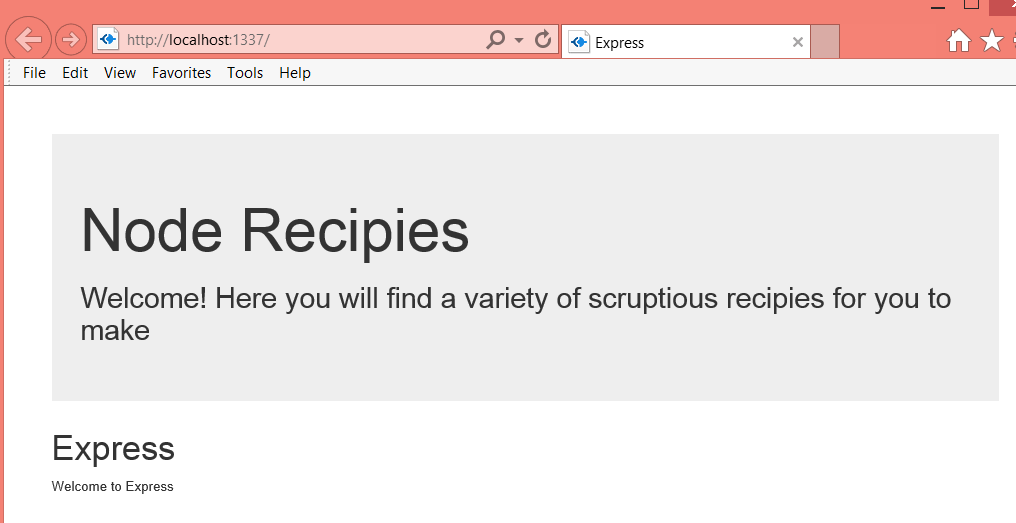 http://localhost:1337/
Express
File Edit View Favorites Tools Help
Node Recipies
Welcome! Here you will find a variety of scruptious recipies for you to
make
Express
Welcome to Express